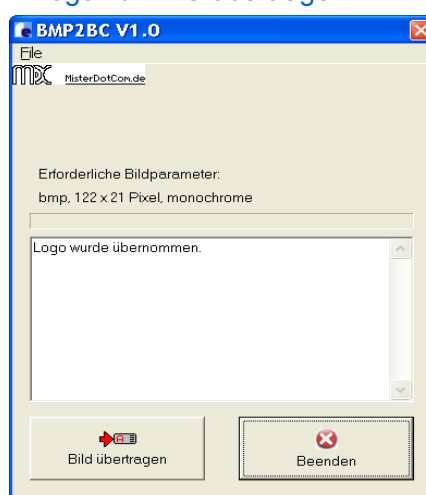 BMP2BC V1.0
File
MDC MisterDotCom.de
Erforderliche Bildparameter:
bmp, 122 x 21 Pixel, monochrome
Logo wurde übernommen.
Bild übertragen
Beenden